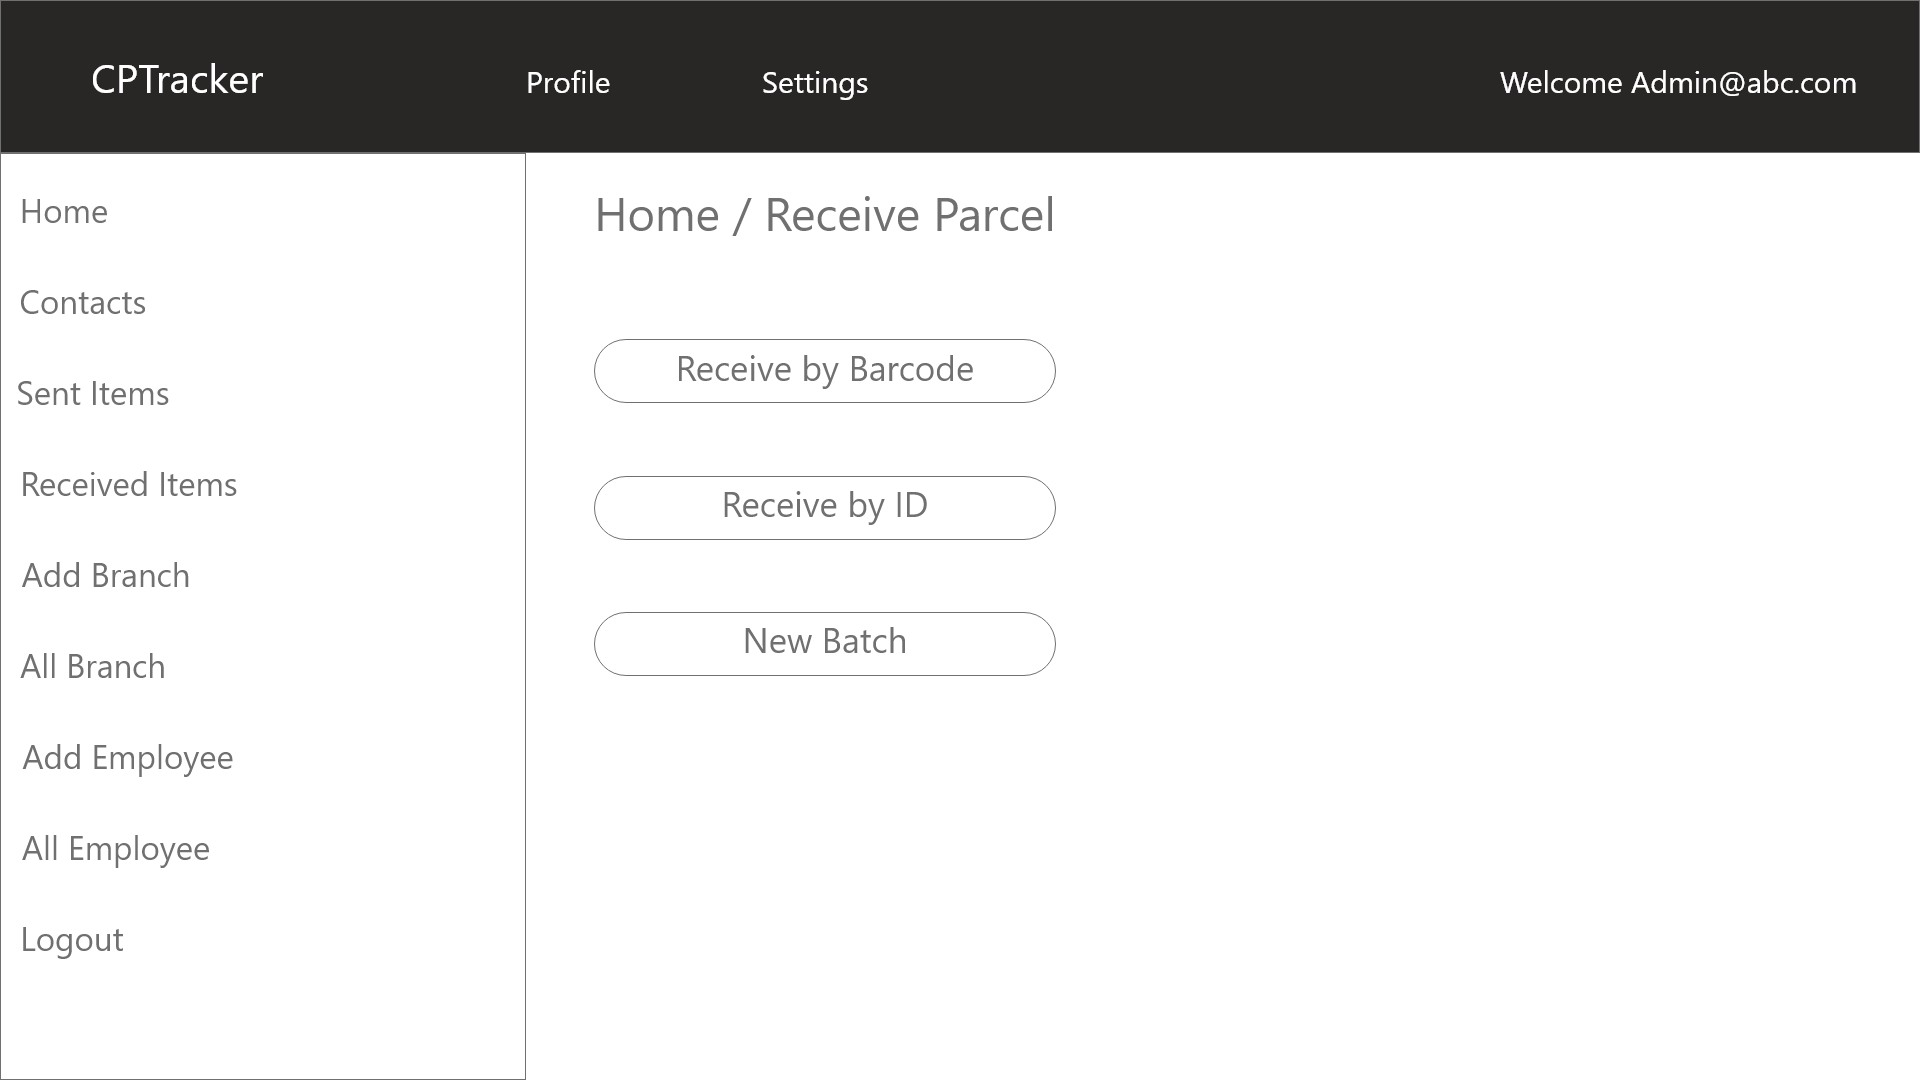 CPTracker
Profile
Settings
Welcome Admin@abc.com
Home
Contacts
Sent Items
Received Items
Add Branch
All Branch
Add Employee
All Employee
Logout
Home / Receive Parcel
Receive by Barcode
Receive by ID
New Batch